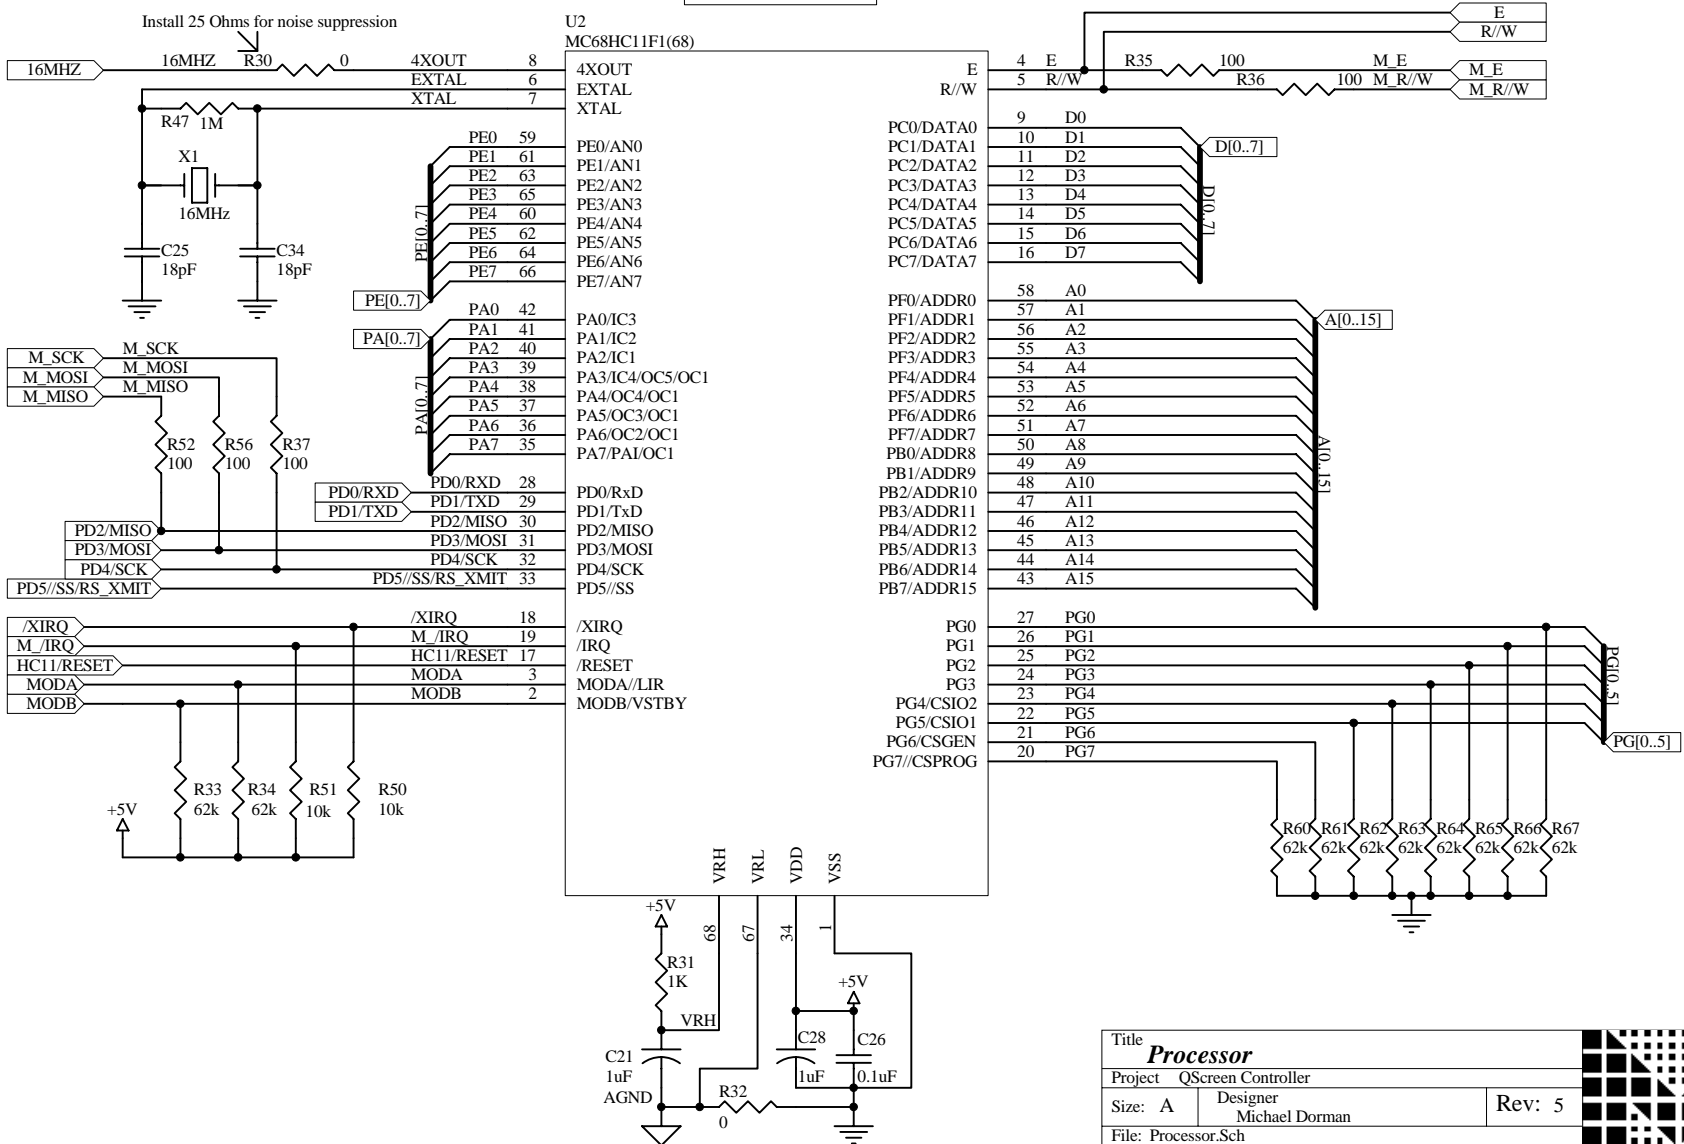 Install 25 Ohms for noise suppression
16MHZ
16MHZ
R30
0
R47
1M
X1
16MHz
C25
18pF
C34
18pF
U2
MC68HC11F1(68)
4XOUT 8 4XOUT
EXTAL 6 EXTAL
XTAL 7 XTAL
PE0 59 PE0/AN0
PE1 61 PE1/AN1
PE2 63 PE2/AN2
PE3 65 PE3/AN3
PE4 60 PE4/AN4
PE5 62 PE5/AN5
PE6 64 PE6/AN6
PE7 66 PE7/AN7
PE[0..7]
PE[0..7]
PA0 42 PA0/IC3
PA1 41 PA1/IC2
PA2 40 PA2/IC1
PA3 39 PA3/IC4/OC5/OC1
PA4 38 PA4/OC4/OC1
PA5 37 PA5/OC3/OC1
PA6 36 PA6/OC2/OC1
PA7 35 PA7/PAI/OC1
PA[0..7]
PA[0..7]
M_SCK M_SCK
M_MOSI M_MOSI
M_MISO M_MISO
R52
100
R56
100
R37
100
PD0/RXD PD0/RXD 28 PD0/RxD
PD1/TXD PD1/TXD 29 PD1/TxD
PD2/MISO PD2/MISO 30 PD2/MISO
PD3/MOSI PD3/MOSI 31 PD3/MOSI
PD4/SCK PD4/SCK 32 PD4/SCK
PD5//SS/RS_XMIT PD5//SS/RS_XMIT 33 PD5//SS
/XIRQ /XIRQ 18 /XIRQ
M_/IRQ M_/IRQ 19 /IRQ
HC11/RESET HC11/RESET 17 /RESET
MODA MODA 3 MODA//LIR
MODB MODB 2 MODB/VSTBY
+5V
R33
62k
R34
62k
R51
10k
R50
10k
E
R//W
E 4 E R35 100 M_E M_E
R//W 5 R//W R36 100 M_R//W M_R//W
PC0/DATA0 9 D0
PC1/DATA1 10 D1
PC2/DATA2 11 D2
PC3/DATA3 12 D3
PC4/DATA4 13 D4
PC5/DATA5 14 D5
PC6/DATA6 15 D6
PC7/DATA7 16 D7
D[0..7]
D[0..7]
PF0/ADDR0 58 A0
PF1/ADDR1 57 A1
PF2/ADDR2 56 A2
PF3/ADDR3 55 A3
PF4/ADDR4 54 A4
PF5/ADDR5 53 A5
PF6/ADDR6 52 A6
PF7/ADDR7 51 A7
PB0/ADDR8 50 A8
PB1/ADDR9 49 A9
PB2/ADDR10 48 A10
PB3/ADDR11 47 A11
PB4/ADDR12 46 A12
PB5/ADDR13 45 A13
PB6/ADDR14 44 A14
PB7/ADDR15 43 A15
A[0..15]
A[0..15]
PG0 27 PG0
PG1 26 PG1
PG2 25 PG2
PG3 24 PG3
PG4/CSIO2 23 PG4
PG5/CSIO1 22 PG5
PG6/CSGEN 21 PG6
PG7//CSPROG 20 PG7
PG[0..5]
PG[0..5]
R60 R61 R62 R63 R64 R65 R66 R67
62k 62k 62k 62k 62k 62k 62k 62k
VRH VRL VDD VSS
68 67 34 1
+5V
R31
1K
VRH
C21
1uF
AGND
R32
0
+5V
C28
1uF
C26
0.1uF
Title
Processor
Project QScreen Controller
Size: A
Designer
Michael Dorman
Rev: 5
File: Processor.Sch